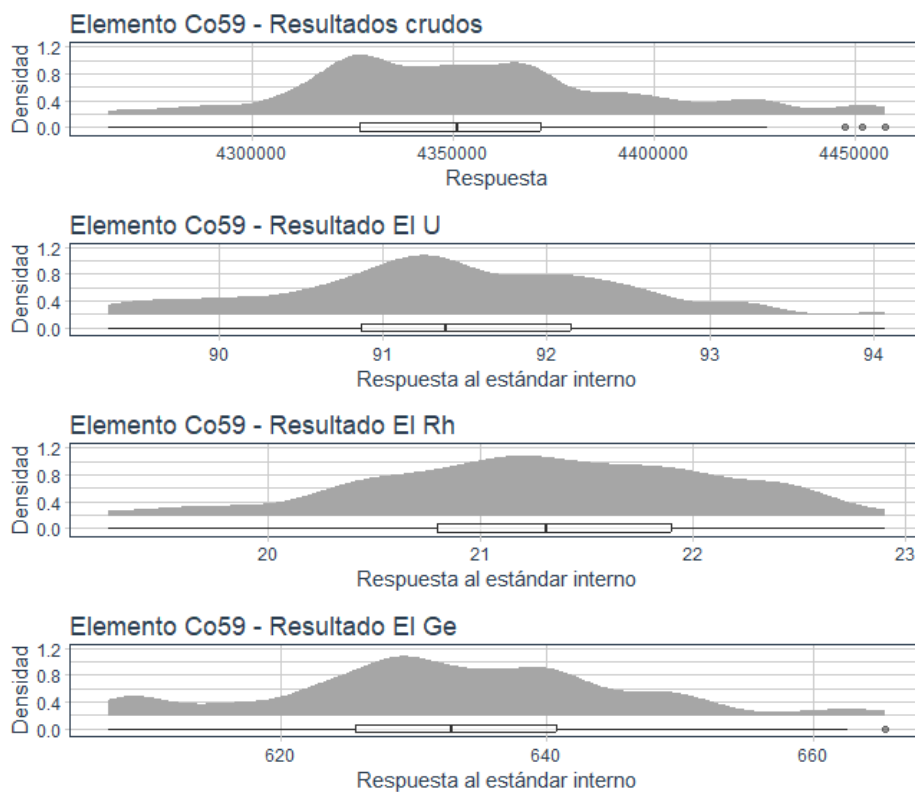 Elemento Co59 - Resultados crudos
Densidad
1.2
0.8
0.4
0.0
4300000 4350000 4400000 4450000
Respuesta
Elemento Co59 - Resultado El U
Densidad
1.2
0.8
0.4
0.0
90 91 92 93 94
Respuesta al estándar interno
Elemento Co59 - Resultado El Rh
Densidad
1.2
0.8
0.4
0.0
20 21 22 23
Respuesta al estándar interno
Elemento Co59 - Resultado El Ge
Densidad
1.2
0.8
0.4
0.0
620 640 660
Respuesta al estándar interno